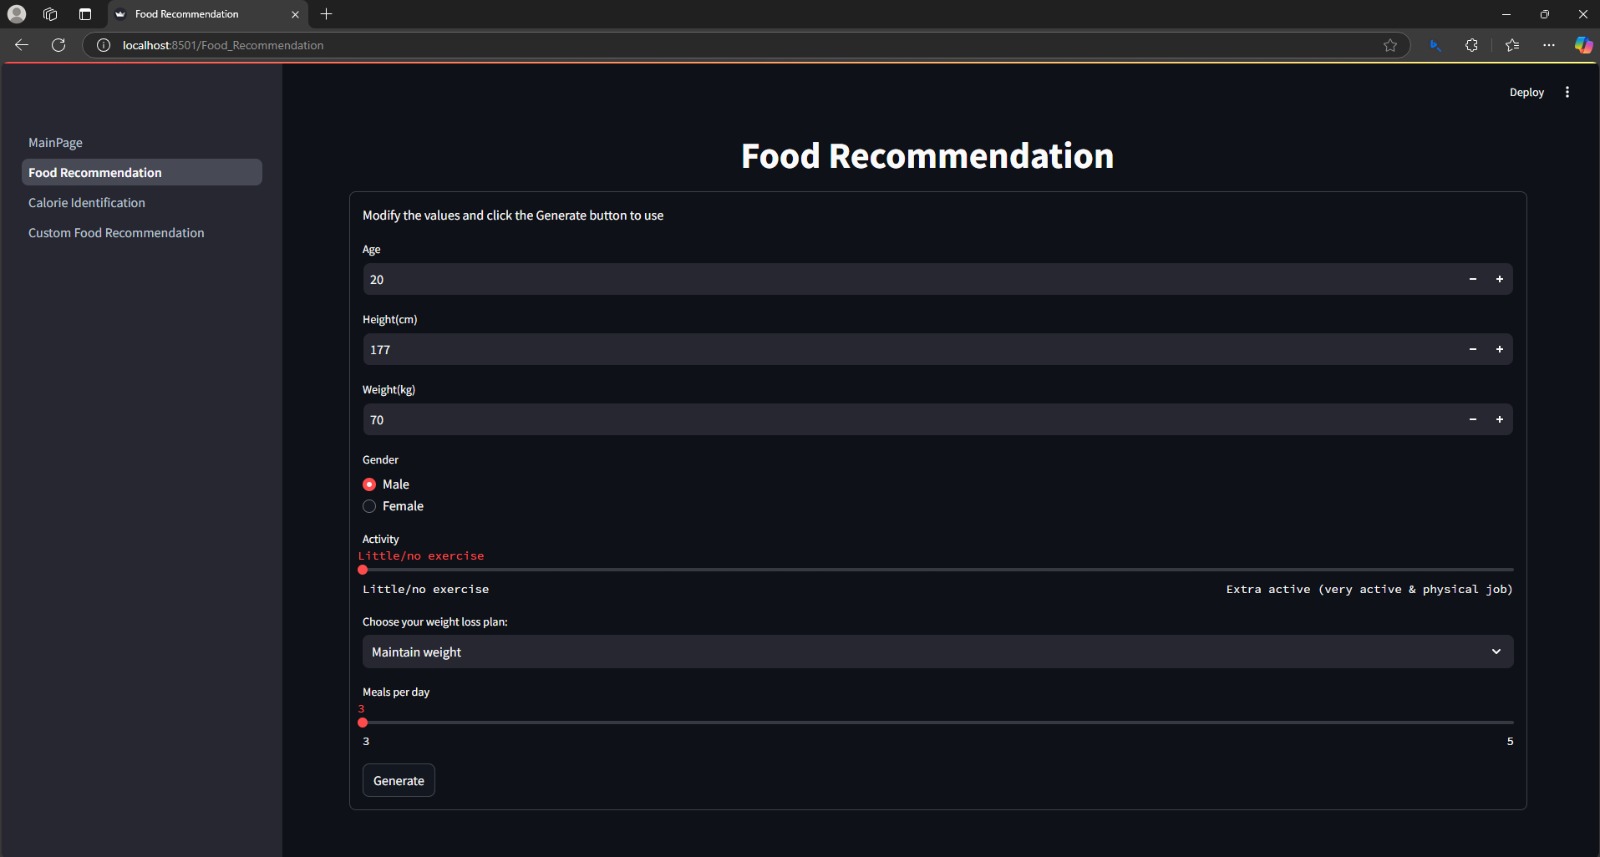 Food Recommendation
localhost:8501/Food_Recommendation
Deploy
MainPage
Food Recommendation
Calorie Identification
Custom Food Recommendation
Food Recommendation
Modify the values and click the Generate button to use
Age
20
Height(cm)
177
Weight(kg)
70
Gender
Male
Female
Activity
Little/no exercise
Little/no exercise Extra active (very active & physical job)
Choose your weight loss plan:
Maintain weight
Meals per day
3
3 5
Generate